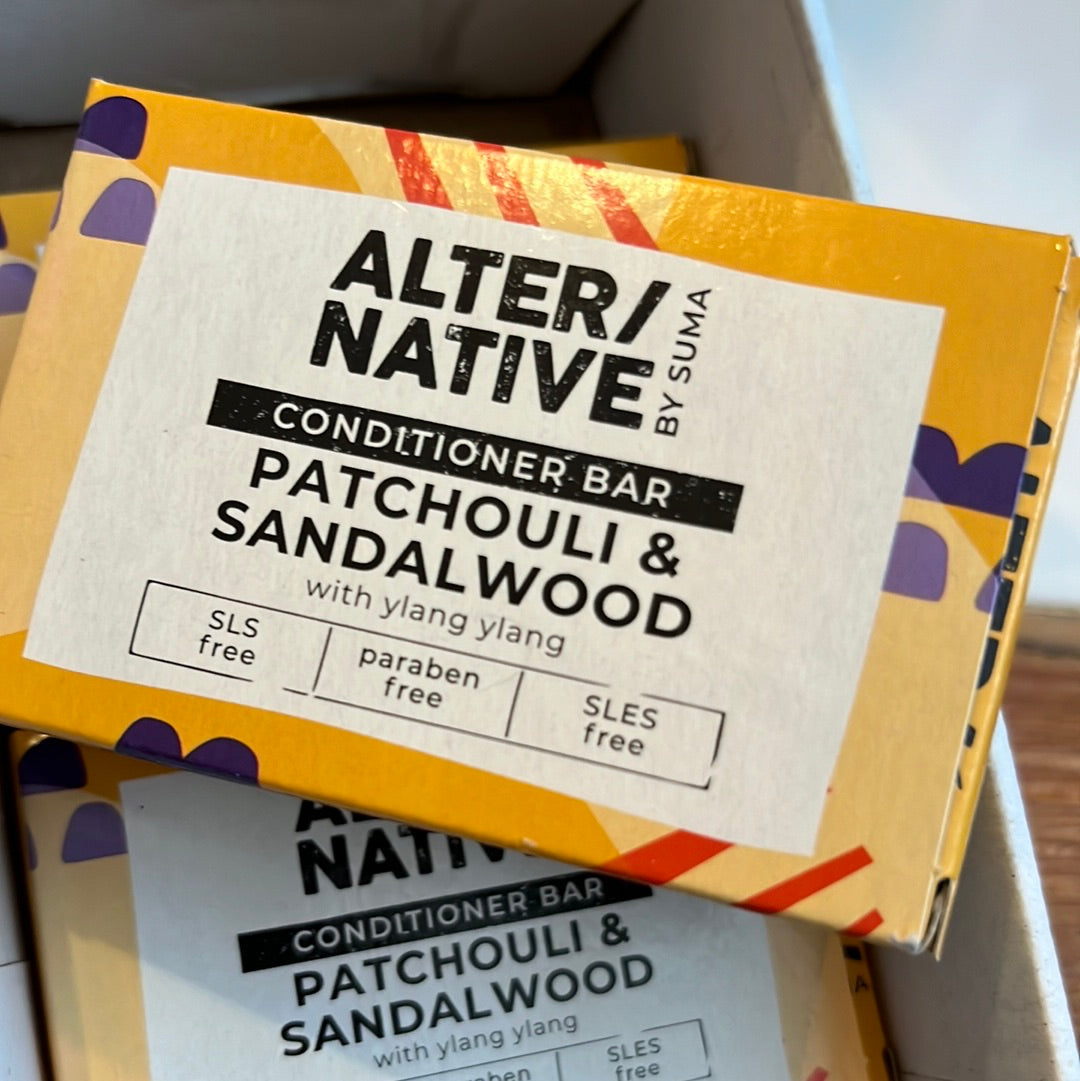 ALTER/
NATIVE
BY SUMA
CONDITIONER BAR
PATCHOULI &
SANDALWOOD
with ylang ylang
SLS
free
paraben
free
SLES
free
CONDITIONER BAR
PATCHOULI &
SANDALWOOD
with ylang ylang
SLES
free